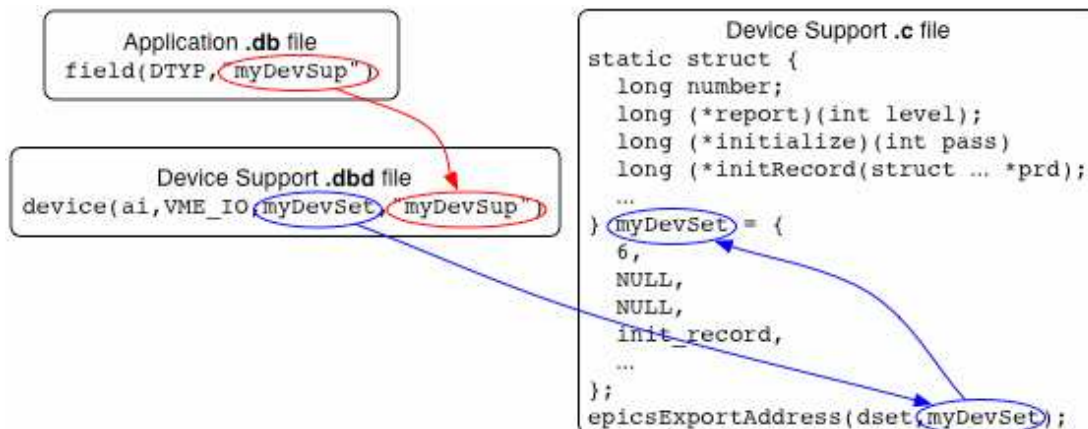 Application .db file
field(DTYP,"myDevSup")
Device Support .dbd file
device(ai,VME_IO,myDevSet,"myDevSup")
Device Support .c file
static struct {
long number;
long (*report)(int level);
long (*initialize)(int pass)
long (*initRecord(struct … *prd);
…
} myDevSet = {
6,
NULL,
NULL,
init_record,
…
};
epicsExportAddress(dset,myDevSet);